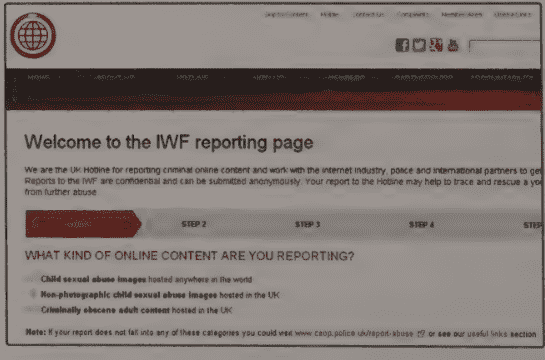 Contact Us
Welcome to the IWF reporting page
We are the UK Hotline for reporting criminal online content and work with the internet industry, police and international partners to get
Reports to the IWF are confidential and can be submitted anonymously. Your report to the Hotline may help to trace and rescue a you
from further abuse
STEP 2 STEP 3 STEP 4 STEP
WHAT KIND OF ONLINE CONTENT ARE YOU REPORTING?
Child sexual abuse images hosted anywhere in the world
Non-photographic child sexual abuse images hosted in the UK
Criminally obscene adult content hosted in the UK
Note: If your report does not fall into any of these categories you could visit www.ceop.police.uk/report-abuse or see our useful links section